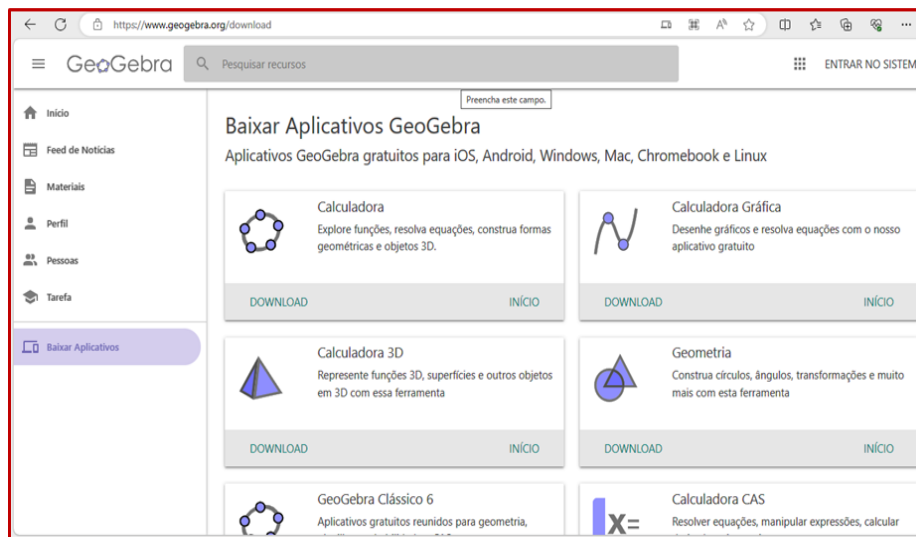 https://www.geogebra.org/download
GeoGebra
Pesquisar recursos
ENTRAR NO SISTEM
Preencha este campo.
Início
Feed de Notícias
Materiais
Perfil
Pessoas
Tarefa
Baixar Aplicativos
Baixar Aplicativos GeoGebra
Aplicativos GeoGebra gratuitos para iOS, Android, Windows, Mac, Chromebook e Linux
Calculadora
Explore funções, resolva equações, construa formas
geométricas e objetos 3D.
DOWNLOAD INÍCIO
Calculadora Gráfica
Desenhe gráficos e resolva equações com o nosso
aplicativo gratuito
DOWNLOAD INÍCIO
Calculadora 3D
Represente funções 3D, superfícies e outros objetos
em 3D com essa ferramenta
DOWNLOAD INÍCIO
Geometria
Construa círculos, ângulos, transformações e muito
mais com esta ferramenta
DOWNLOAD INÍCIO
GeoGebra Clássico 6
Aplicativos gratuitos reunidos para geometria,
X=
Calculadora CAS
Resolver equações, manipular expressões, calcular